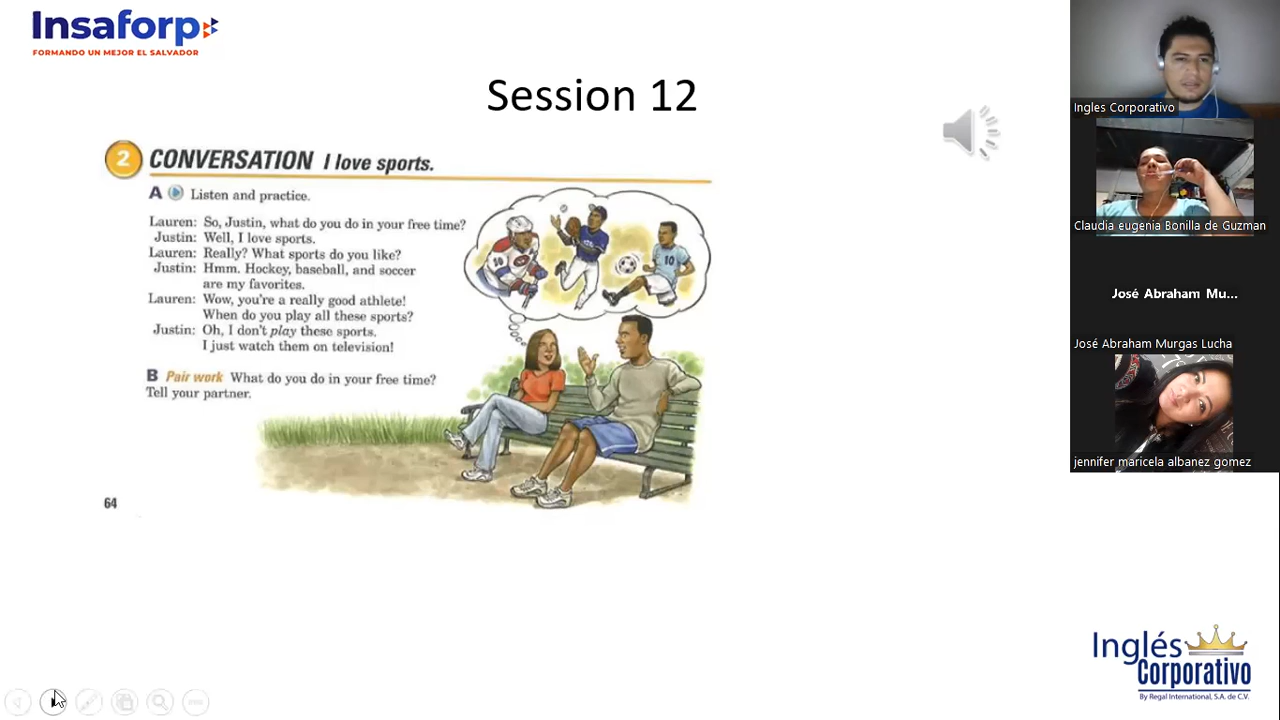 Insaforp
FORMANDO UN MEJOR EL SALVADOR
Session 12
2 CONVERSATION I love sports.
A Listen and practice.
Lauren: So, Justin, what do you do in your free time?
Justin: Well, I love sports.
Lauren: Really? What sports do you like?
Justin: Hmm. Hockey, baseball, and soccer
are my favorites.
Lauren: Wow, you're a really good athlete!
When do you play all these sports?
Justin: Oh, I don't play these sports.
I just watch them on television!
B Pair work What do you do in your free time?
Tell your partner.
10
10
64
Ingles Corporativo
Claudia eugenia Bonilla de Guzman
José Abraham Mu...
José Abraham Murgas Lucha
jennifer maricela albanez gomez
Inglés
Corporativo
By Regal International, S.A. de C.V.